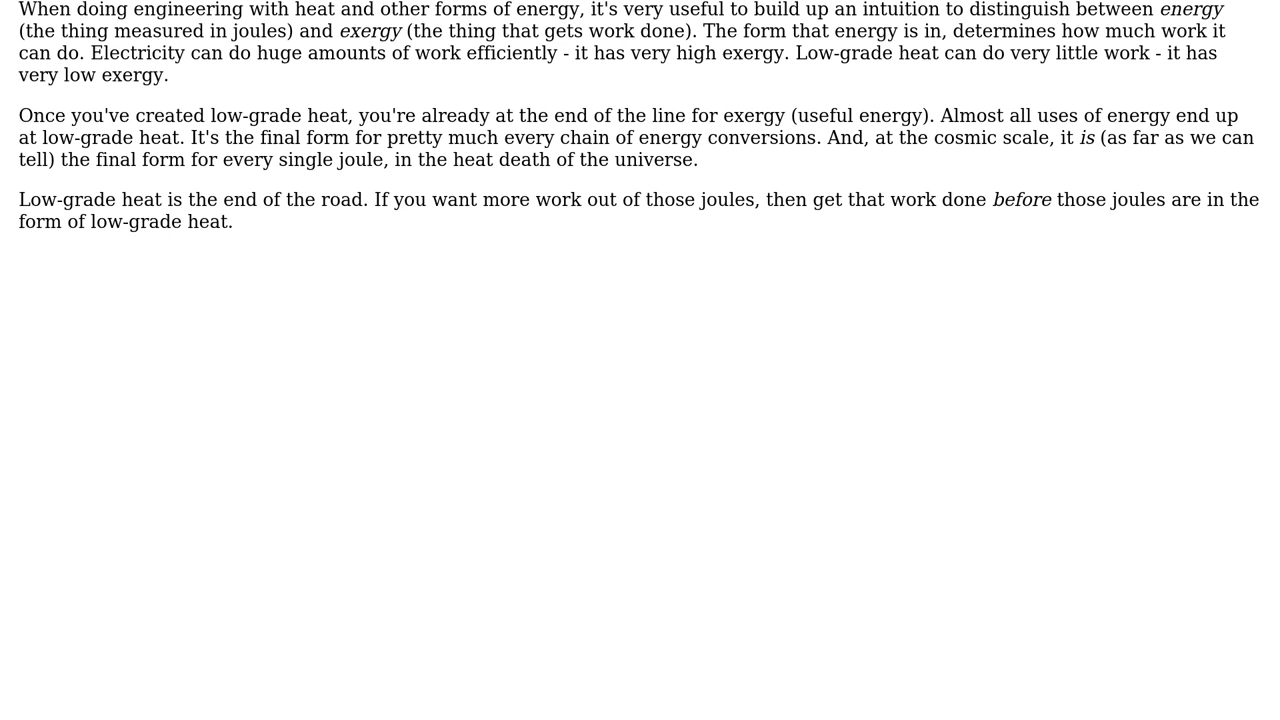 When doing engineering with heat and other forms of energy, it's very useful to build up an intuition to distinguish between energy
(the thing measured in joules) and exergy (the thing that gets work done). The form that energy is in, determines how much work it
can do. Electricity can do huge amounts of work efficiently - it has very high exergy. Low-grade heat can do very little work - it has
very low exergy.
Once you've created low-grade heat, you're already at the end of the line for exergy (useful energy). Almost all uses of energy end up
at low-grade heat. It's the final form for pretty much every chain of energy conversions. And, at the cosmic scale, it is (as far as we can
tell) the final form for every single joule, in the heat death of the universe.
Low-grade heat is the end of the road. If you want more work out of those joules, then get that work done before those joules are in the
form of low-grade heat.